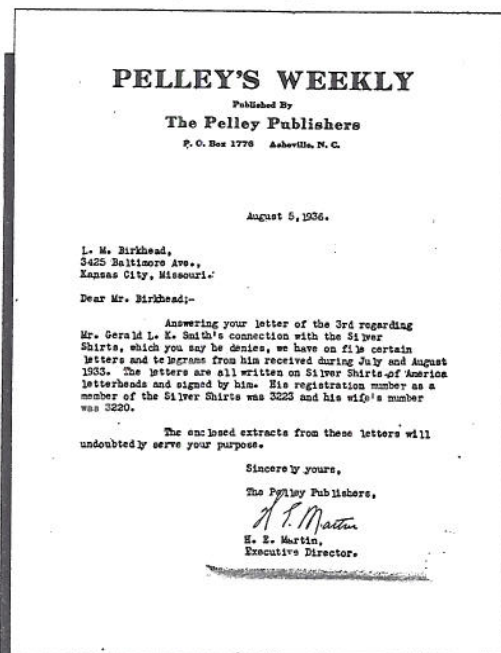 PELLEY'S WEEKLY
Published By
The Pelley Publishers
P. O. Box 1776 Asheville, N. C.
August 5, 1936.
L. M. Birkhead,
3425 Baltimore Ave.,
Kansas City, Missouri.
Dear Mr. Birkhead;-
Answering your letter of the 3rd regarding
Mr. Gerald L. K. Smith's connection with the Silver
Shirts, which you say he denies, we have on file certain
letters and telegrams from him received during July and August
1933. The letters are all written on Silver Shirts of America
letterheads and signed by him. His registration number as a
member of the Silver Shirts was 3223 and his wife's number
was 3220.
The enclosed extracts from these letters will
undoubtedly serve your purpose.
Sincerely yours,
The Pelley Publishers,
H. E. Martin,
Executive Director.